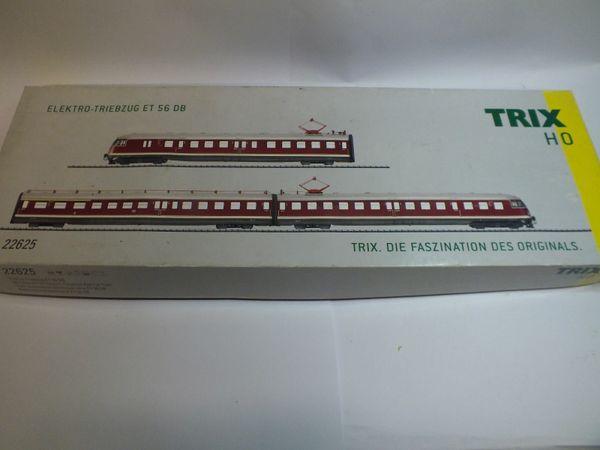 ELEKTRO-TRIEBZUG ET 56 DB
TRIX
HO
22625
TRIX. DIE FASZINATION DES ORIGINALS.
22625
TRIX